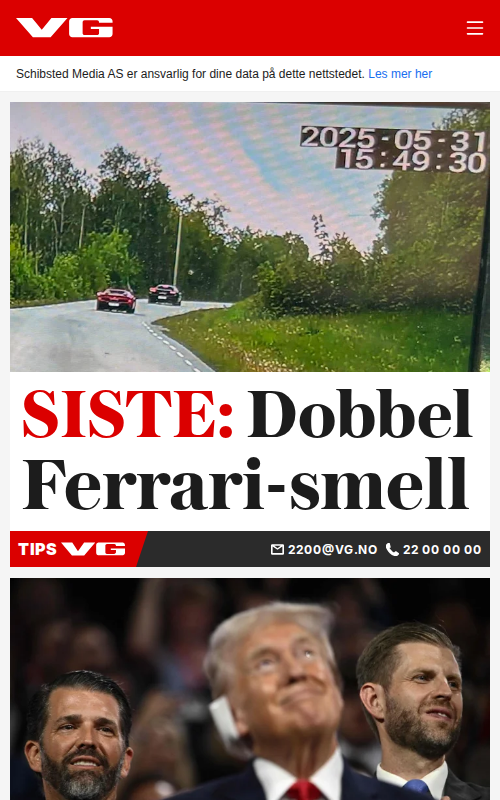 VG
Schibsted Media AS er ansvarlig for dine data på dette nettstedet. Les mer her
2025-05-31
15:49:30
SISTE: Dobbel
Ferrari-smell
TIPS VG 2200@VG.NO 22 00 00 00